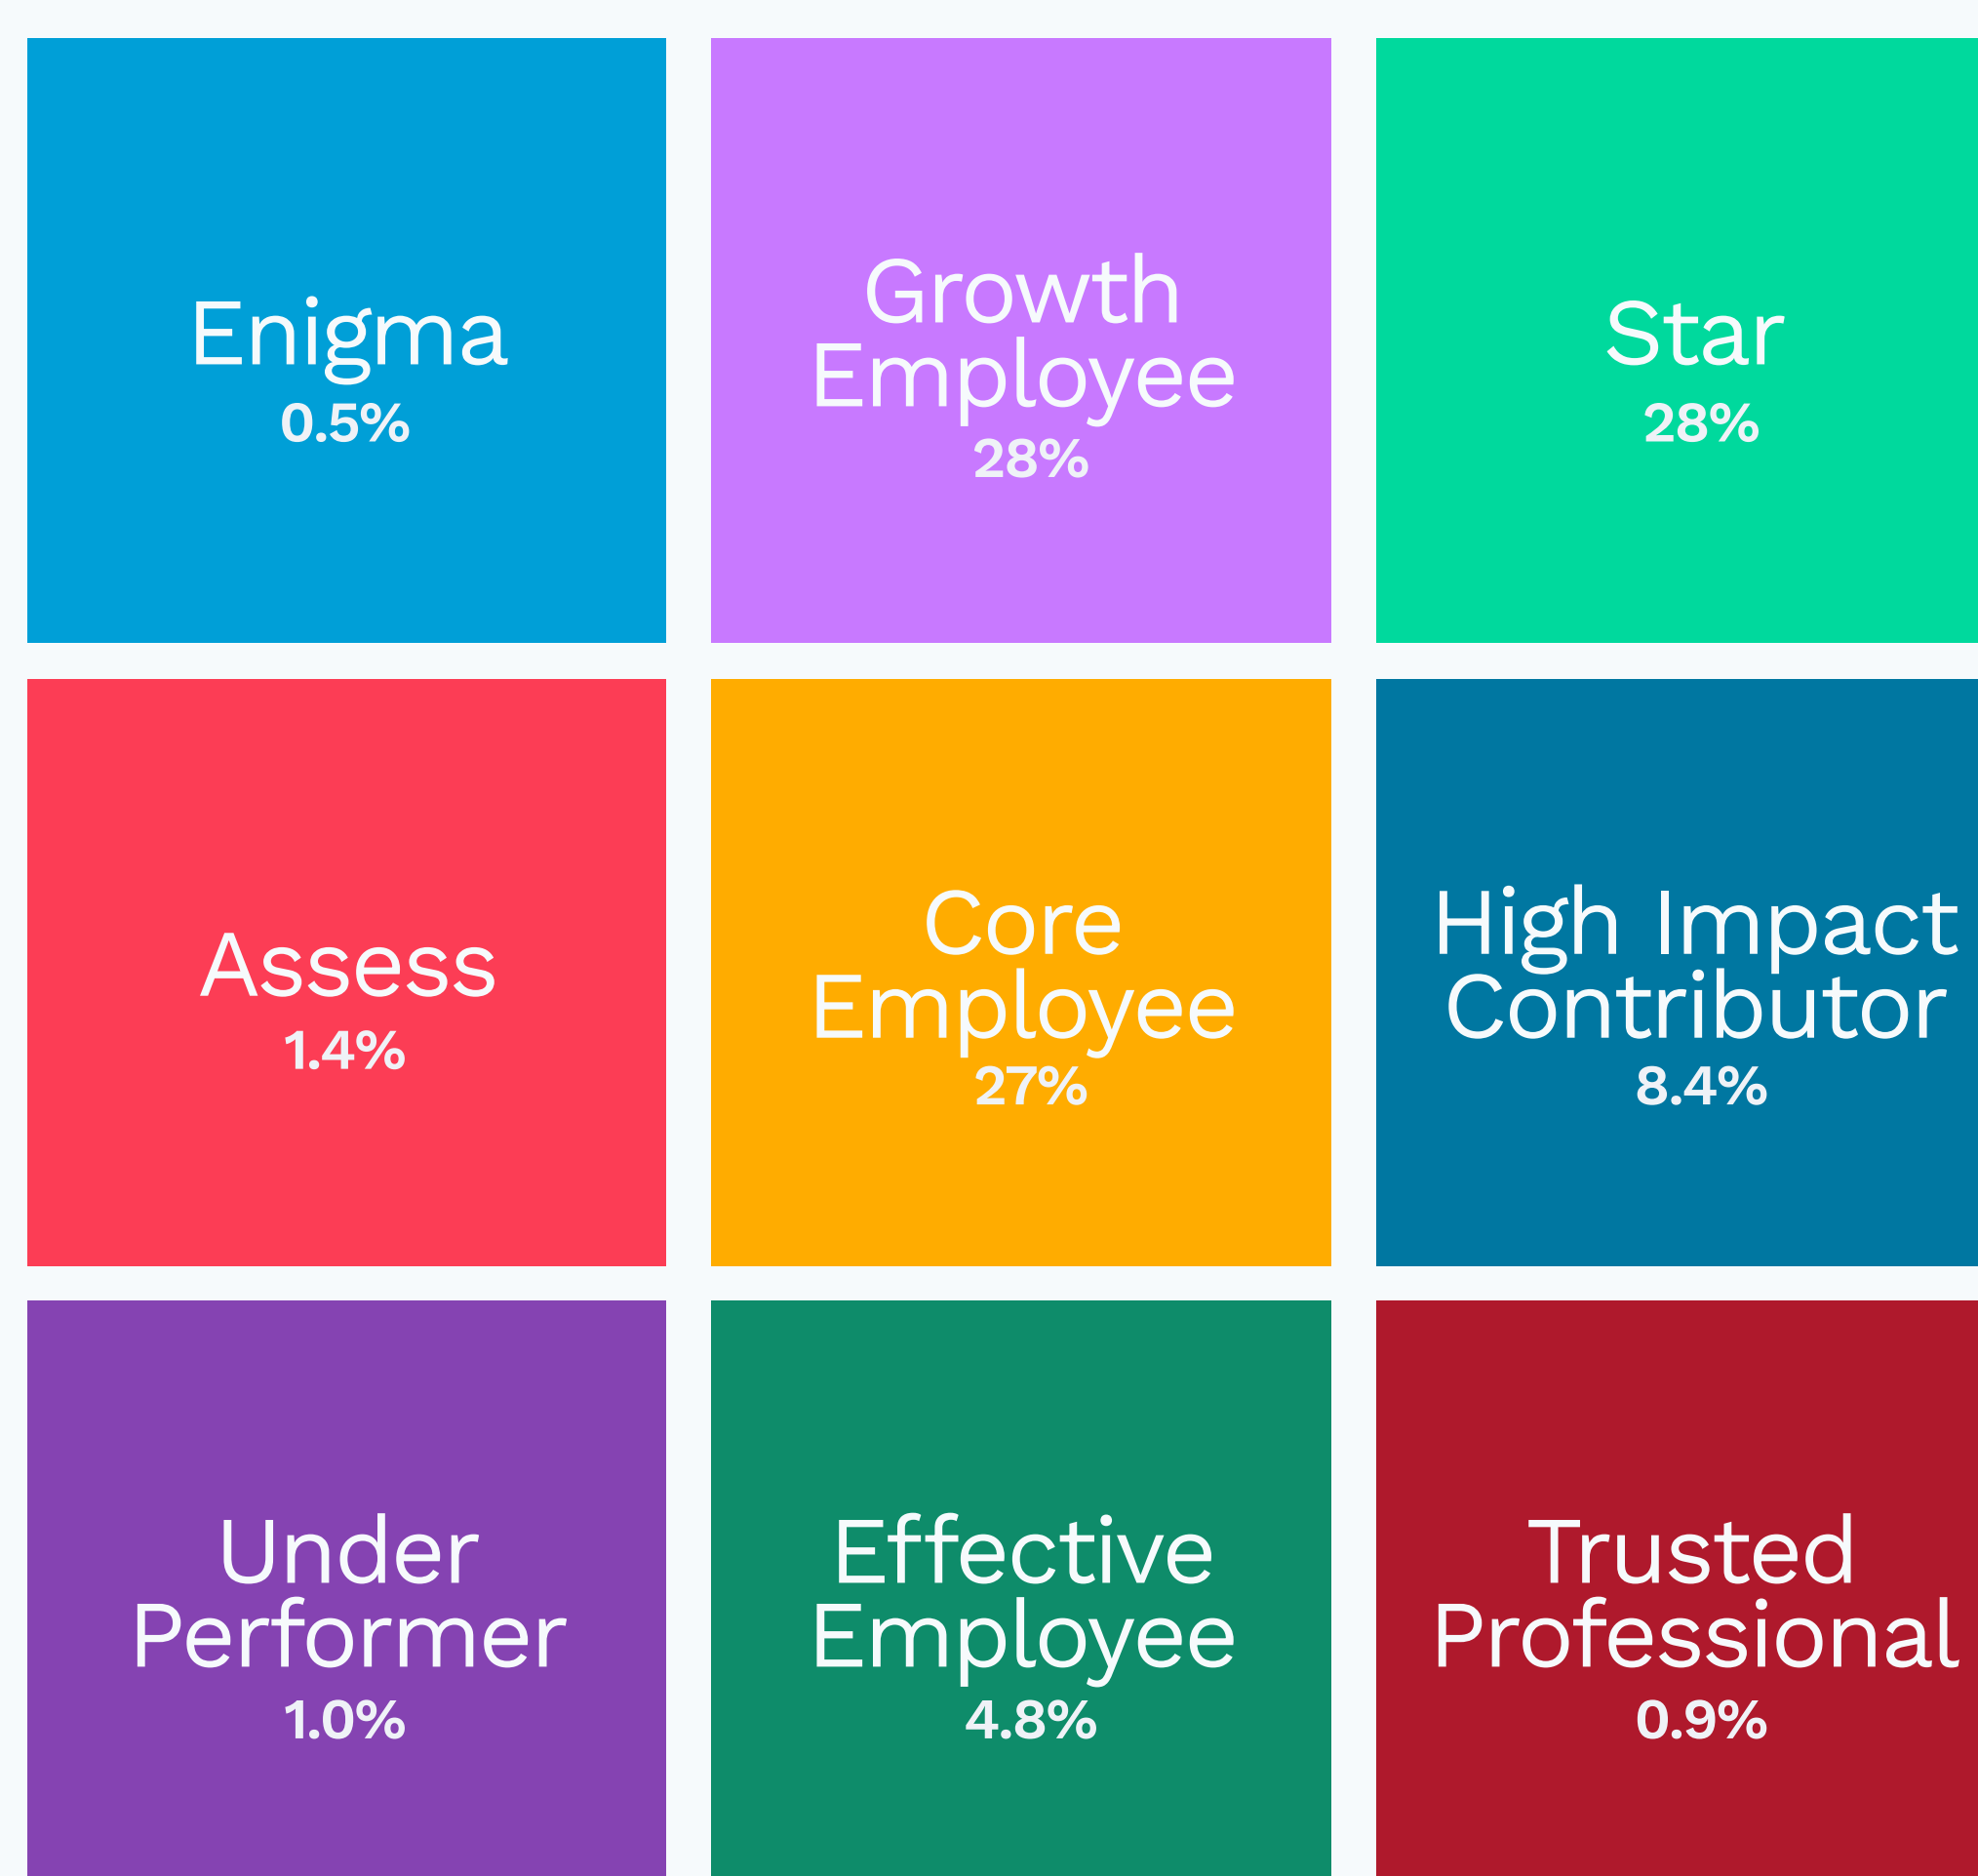 Enigma
0.5%
Growth
Employee
28%
Star
28%
Assess
1.4%
Core
Employee
27%
High Impact
Contributor
8.4%
Under
Performer
1.0%
Effective
Employee
4.8%
Trusted
Professional
0.9%